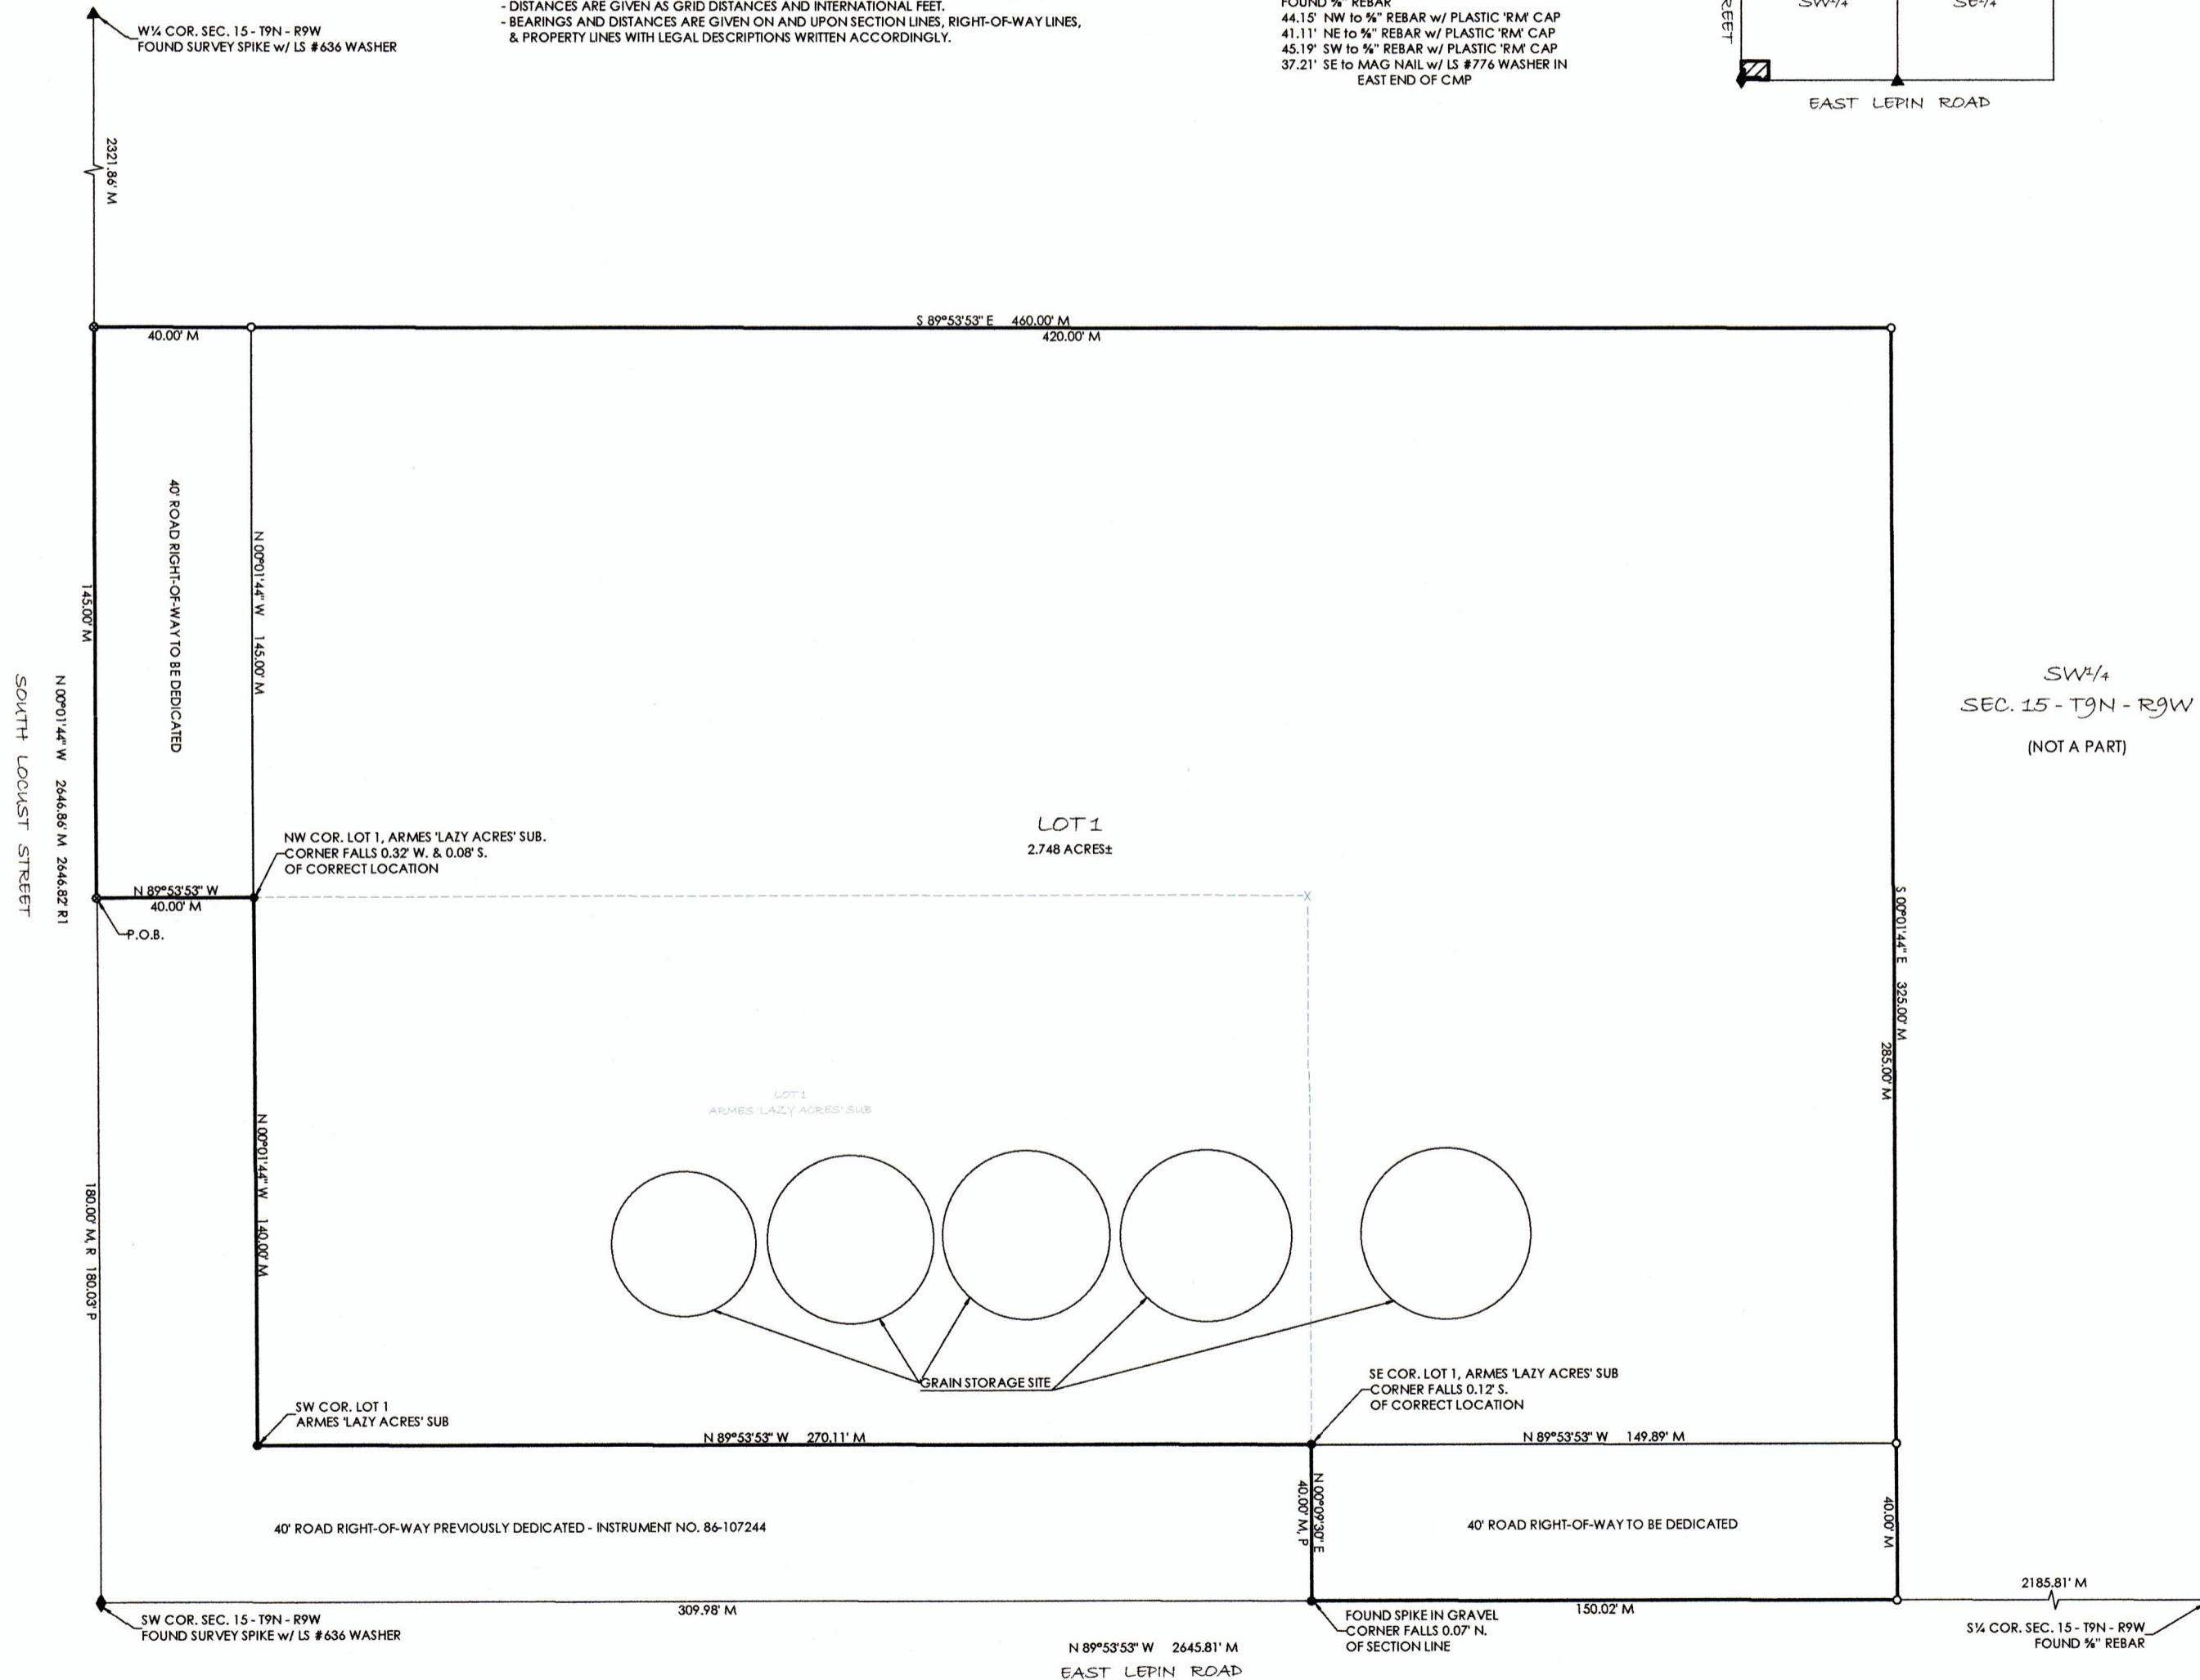 - DISTANCES ARE GIVEN AS GRID DISTANCES AND INTERNATIONAL FEET.
- BEARINGS AND DISTANCES ARE GIVEN ON AND UPON SECTION LINES, RIGHT-OF-WAY LINES,
& PROPERTY LINES WITH LEGAL DESCRIPTIONS WRITTEN ACCORDINGLY.
W¼ COR. SEC. 15 - T9N - R9W
FOUND SURVEY SPIKE w/ LS #636 WASHER
FOUND ⅝" REBAR
44.15' NW to ⅝" REBAR w/ PLASTIC 'RM' CAP
41.11' NE to ⅝" REBAR w/ PLASTIC 'RM' CAP
45.19' SW to ⅝" REBAR w/ PLASTIC 'RM' CAP
37.21' SE to MAG NAIL w/ LS #776 WASHER IN
EAST END OF CMP
SW¼
SE¼
REET
EAST LEPIN ROAD
2321.86' M
S 89°53'53" E 460.00' M
40.00' M
420.00' M
40' ROAD RIGHT-OF-WAY TO BE DEDICATED
N 00°01'44" W 145.00' M
145.00' M
SOUTH LOCUST STREET
N 00°01'44" W 2646.86' M 2646.82' R1
SW¼
SEC. 15 - T9N - R9W
(NOT A PART)
LOT 1
2.748 ACRES±
NW COR. LOT 1, ARMES 'LAZY ACRES' SUB.
CORNER FALLS 0.32' W. & 0.08' S.
OF CORRECT LOCATION
N 89°53'53" W
40.00' M
P.O.B.
S 00°01'44" E 325.00' M
285.00' M
LOT 1
ARMES 'LAZY ACRES' SUB
N 00°01'44" W 140.00' M
180.00' M, R 180.03' P
GRAIN STORAGE SITE
SE COR. LOT 1, ARMES 'LAZY ACRES' SUB
CORNER FALLS 0.12' S.
OF CORRECT LOCATION
SW COR. LOT 1
ARMES 'LAZY ACRES' SUB
N 89°53'53" W 270.11' M
N 89°53'53" W 149.89' M
N 00°09'30" E
40.00' M, P
40' ROAD RIGHT-OF-WAY PREVIOUSLY DEDICATED - INSTRUMENT NO. 86-107244
40' ROAD RIGHT-OF-WAY TO BE DEDICATED
40.00' M
2185.81' M
309.98' M
150.02' M
SW COR. SEC. 15 - T9N - R9W
FOUND SURVEY SPIKE w/ LS #636 WASHER
FOUND SPIKE IN GRAVEL
CORNER FALLS 0.07' N.
OF SECTION LINE
S¼ COR. SEC. 15 - T9N - R9W
FOUND ⅝" REBAR
N 89°53'53" W 2645.81' M
EAST LEPIN ROAD